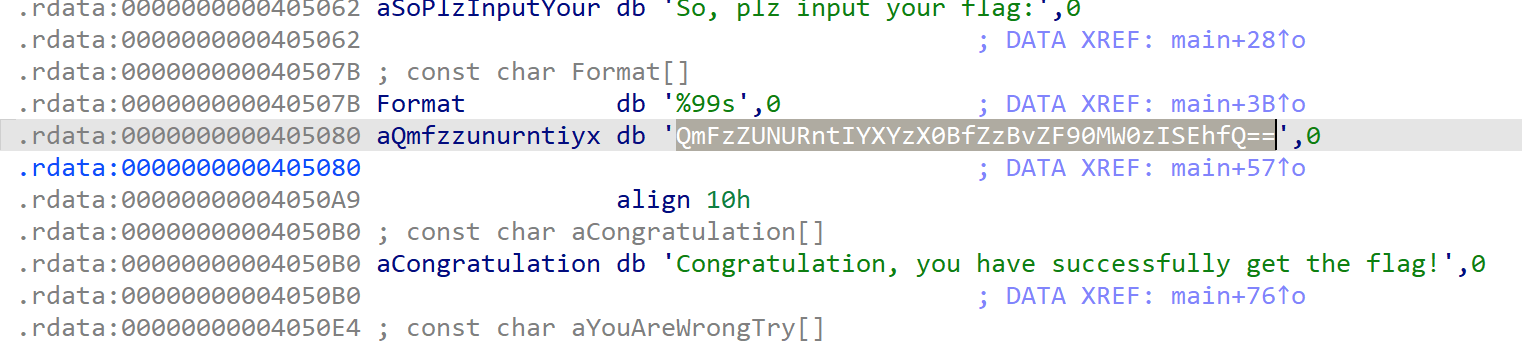 .rdata:0000000000405062 aSoPlzInputYour db 'So, plz input your flag:',0
.rdata:0000000000405062 ; DATA XREF: main+28↑o
.rdata:000000000040507B ; const char Format[]
.rdata:000000000040507B Format db '%99s',0 ; DATA XREF: main+3B↑o
.rdata:0000000000405080 aQmfzzunurntiyx db 'QmFzZUNURntIYXYzX0BfZzBvZF90MW0zISEhfQ==',0
.rdata:0000000000405080 ; DATA XREF: main+57↑o
.rdata:00000000004050A9 align 10h
.rdata:00000000004050B0 ; const char aCongratulation[]
.rdata:00000000004050B0 aCongratulation db 'Congratulation, you have successfully get the flag!',0
.rdata:00000000004050B0 ; DATA XREF: main+76↑o
.rdata:00000000004050E4 ; const char aYouAreWrongTry[]